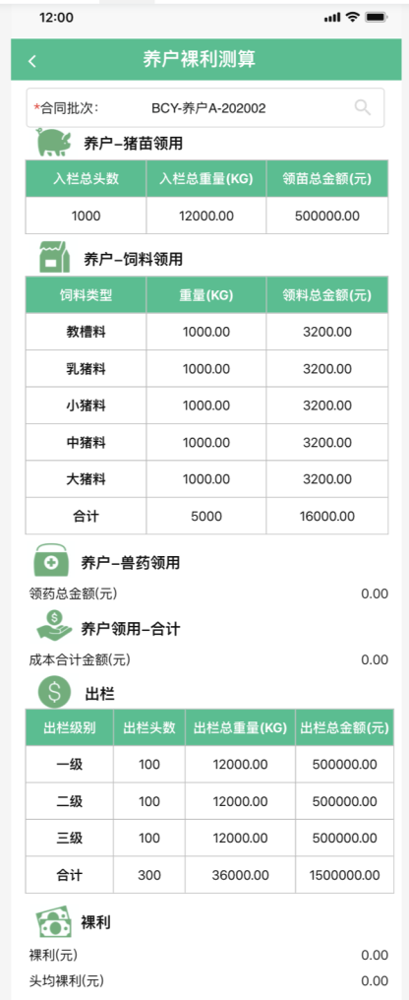 12:00
养户裸利测算
*合同批次: BCY-养户A-202002
养户-猪苗领用
入栏总头数 入栏总重量(KG) 领苗总金额(元)
1000 12000.00 500000.00
养户-饲料领用
饲料类型 重量(KG) 领料总金额(元)
教槽料 1000.00 3200.00
乳猪料 1000.00 3200.00
小猪料 1000.00 3200.00
中猪料 1000.00 3200.00
大猪料 1000.00 3200.00
合计 5000 16000.00
养户-兽药领用
领药总金额(元) 0.00
养户领用-合计
成本合计金额(元) 0.00
出栏
出栏级别 出栏头数 出栏总重量(KG) 出栏总金额(元)
一级 100 12000.00 500000.00
二级 100 12000.00 500000.00
三级 100 12000.00 500000.00
合计 300 36000.00 1500000.00
裸利
裸利(元) 0.00
头均裸利(元) 0.00